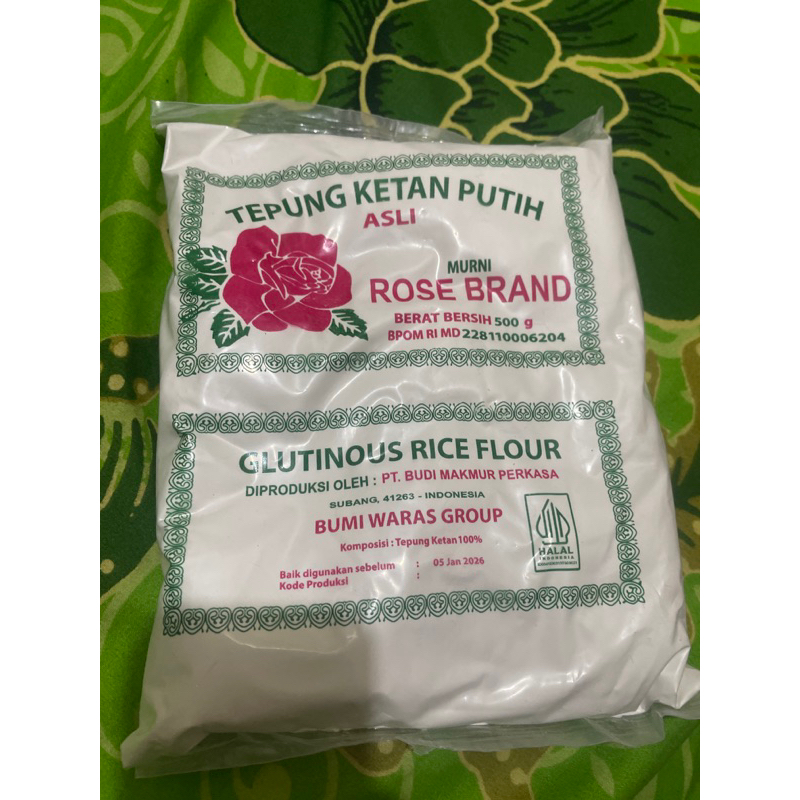 TEPUNG KETAN PUTIH
ASLI
MURNI
ROSE BRAND
BERAT BERSIH 500 g
BPOM RI MD 228110006204
GLUTINOUS RICE FLOUR
DIPRODUKSI OLEH : PT. BUDI MAKMUR PERKASA
SUBANG, 41263 - INDONESIA
BUMI WARAS GROUP
Komposisi : Tepung Ketan 100%
HALAL
INDONESIA
Baik digunakan sebelum : 05 Jan 2026
Kode Produksi :